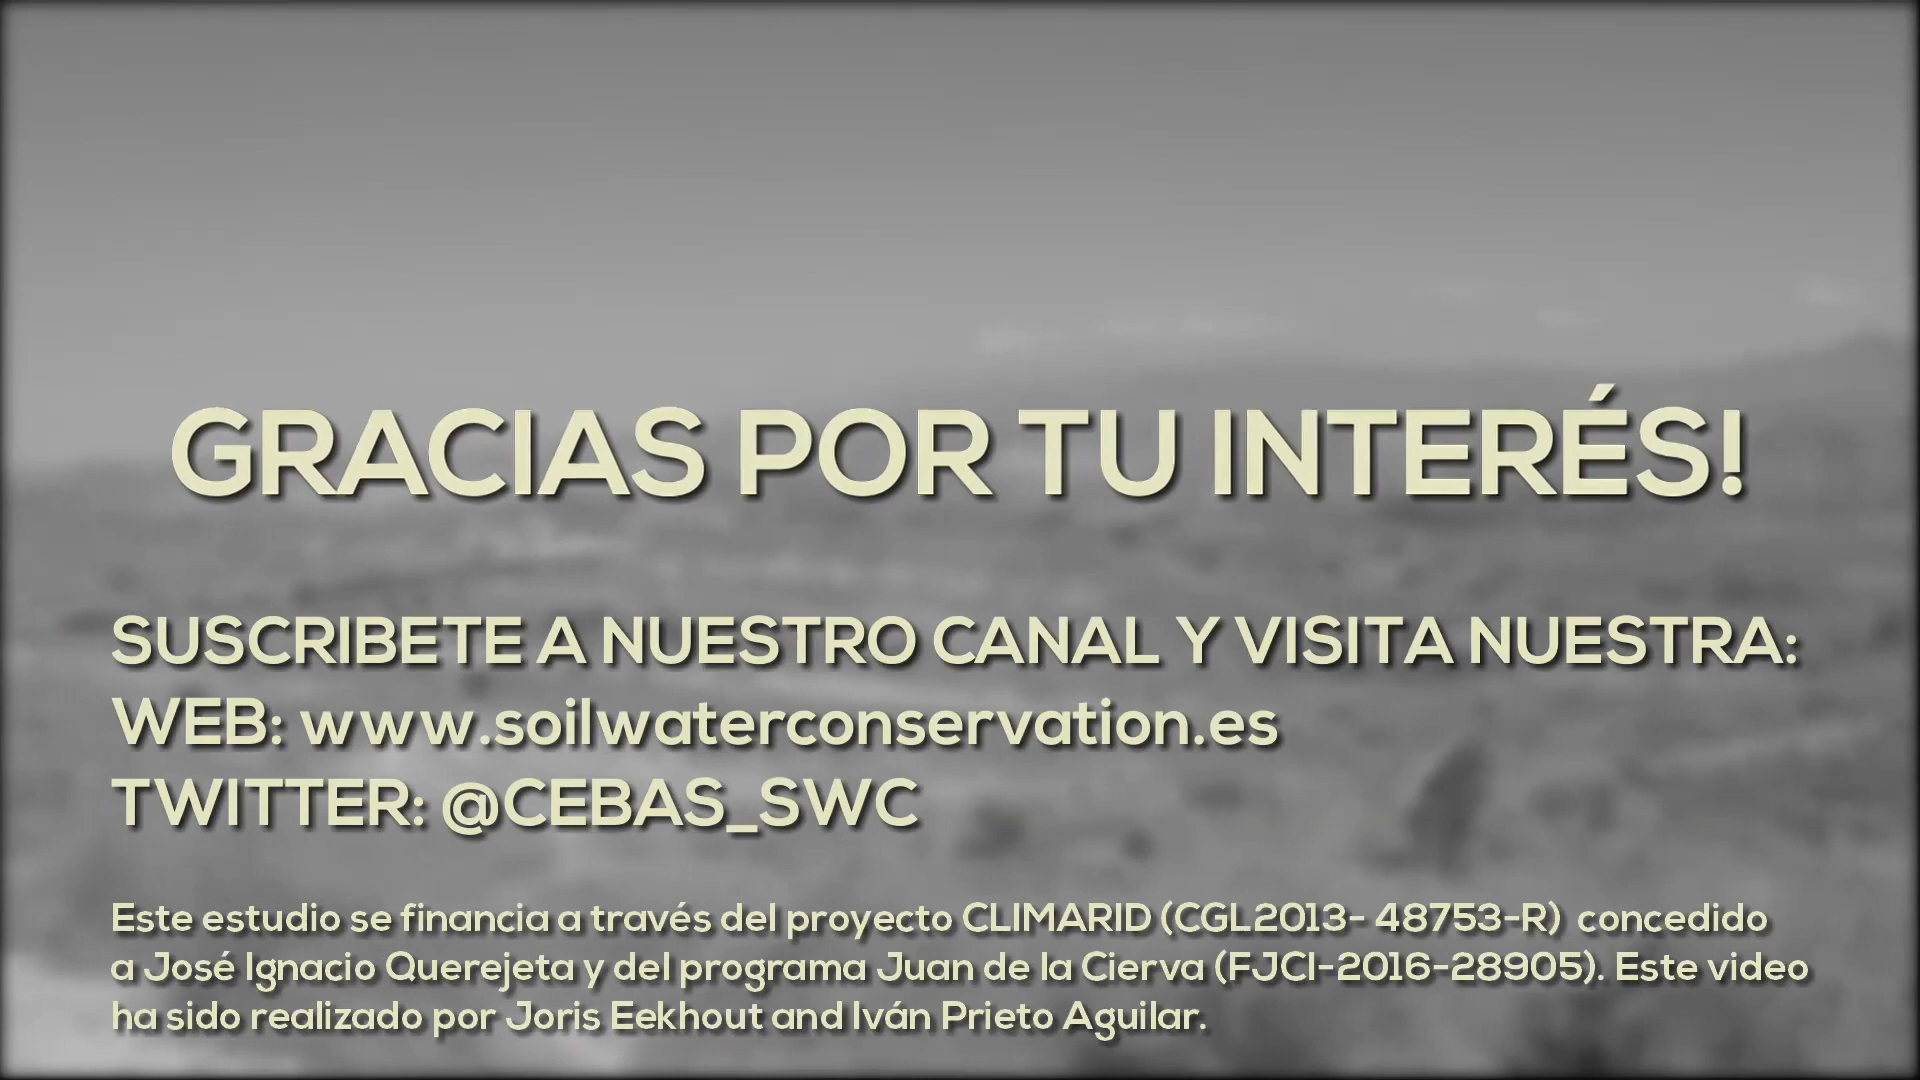 GRACIAS POR TU INTERÉS!
SUSCRIBETE A NUESTRO CANAL Y VISITA NUESTRA:
WEB: www.soilwaterconservation.es
TWITTER: @CEBAS_SWC
Este estudio se financia a través del proyecto CLIMARID (CGL2013- 48753-R) concedido
a José Ignacio Querejeta y del programa Juan de la Cierva (FJCI-2016-28905). Este video
ha sido realizado por Joris Eekhout and Iván Prieto Aguilar.